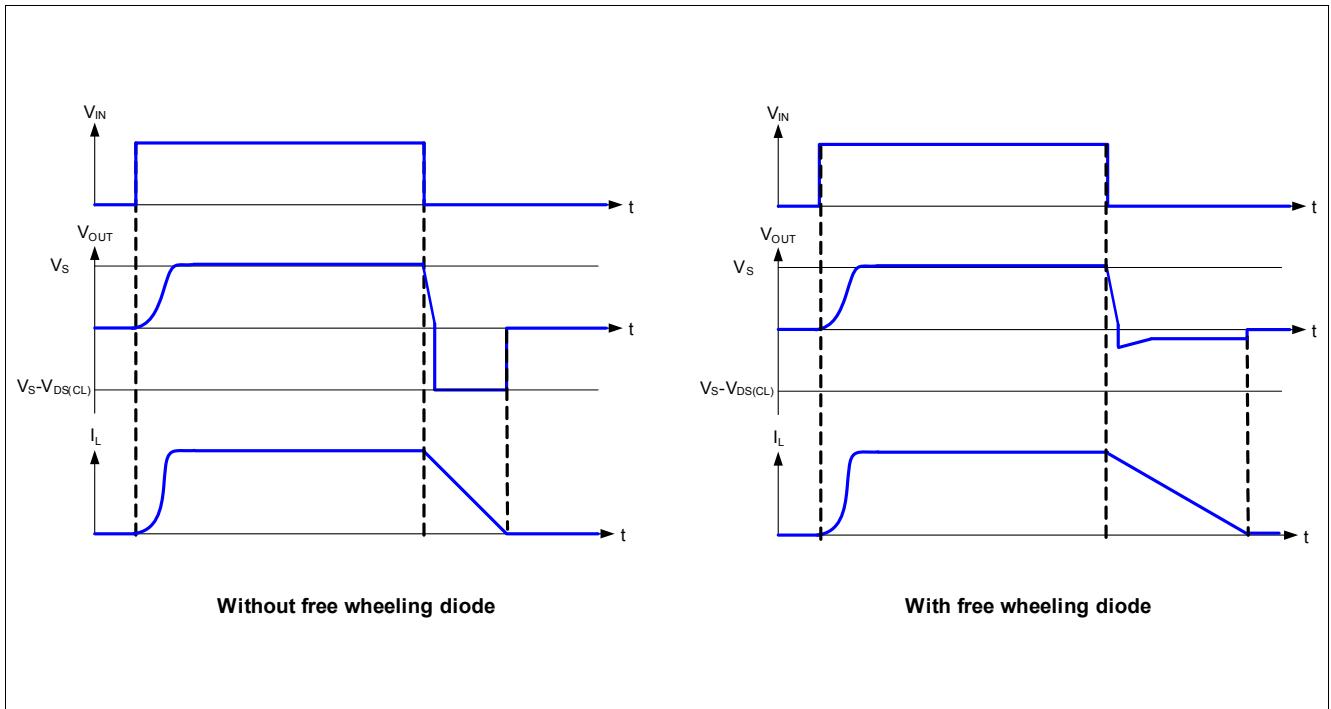 V_IN
t
V_OUT
V_S
t
V_S-V_DS(CL)
I_L
t
Without free wheeling diode
V_IN
t
V_OUT
V_S
t
V_S-V_DS(CL)
I_L
t
With free wheeling diode